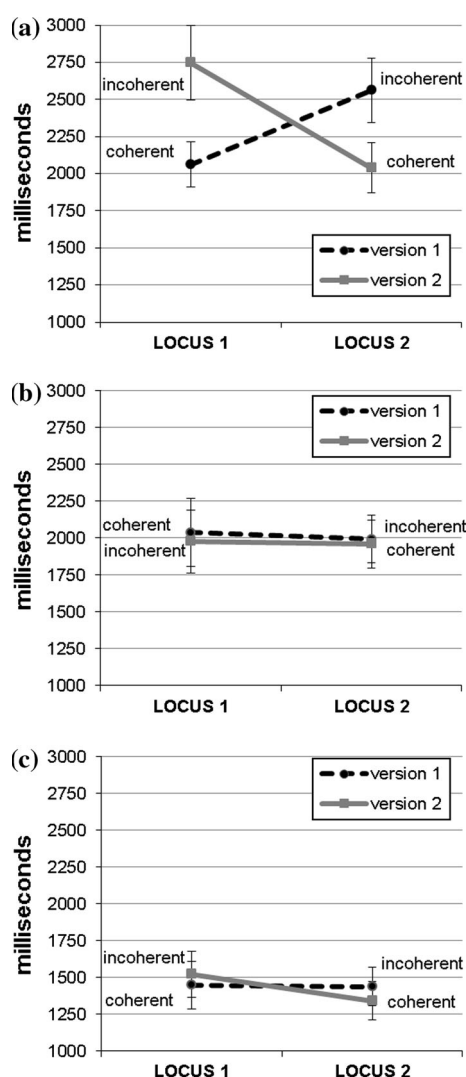 (a)
milliseconds
3000
2750
2500
2250
2000
1750
1500
1250
1000
incoherent
coherent
incoherent
coherent
version 1
version 2
LOCUS 1
LOCUS 2
(b)
milliseconds
3000
2750
2500
2250
2000
1750
1500
1250
1000
version 1
version 2
coherent
incoherent
incoherent
coherent
LOCUS 1
LOCUS 2
(c)
milliseconds
3000
2750
2500
2250
2000
1750
1500
1250
1000
version 1
version 2
incoherent
coherent
incoherent
coherent
LOCUS 1
LOCUS 2